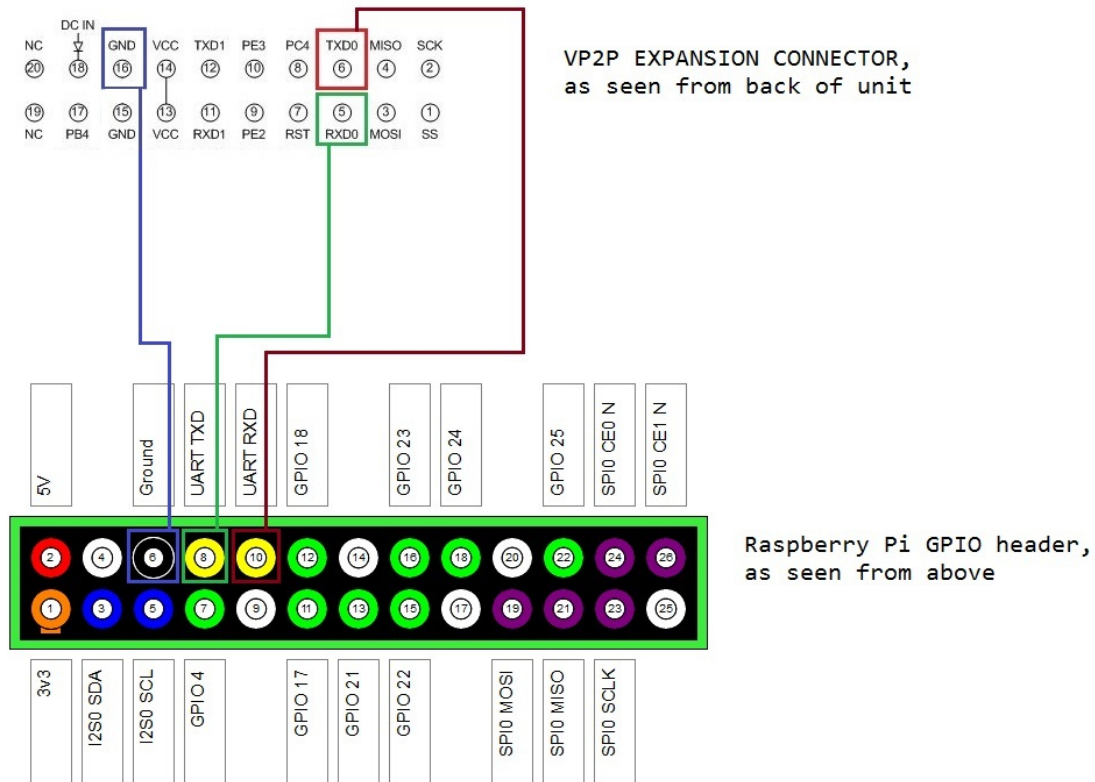 DC IN
NC GND VCC TXD1 PE3 PC4 TXD0 MISO SCK
20 18 16 14 12 10 8 6 4 2
19 17 15 13 11 9 7 5 3 1
NC PB4 GND VCC RXD1 PE2 RST RXD0 MOSI SS
VP2P EXPANSION CONNECTOR,
as seen from back of unit
5V
Ground
UART TXD
UART RXD
GPIO 18
GPIO 23
GPIO 24
GPIO 25
SPI0 CE0 N
SPI0 CE1 N
2 4 6 8 10 12 14 16 18 20 22 24 26
1 3 5 7 9 11 13 15 17 19 21 23 25
Raspberry Pi GPIO header,
as seen from above
3v3
I2S0 SDA
I2S0 SCL
GPIO 4
GPIO 17
GPIO 21
GPIO 22
SPI0 MOSI
SPI0 MISO
SPI0 SCLK